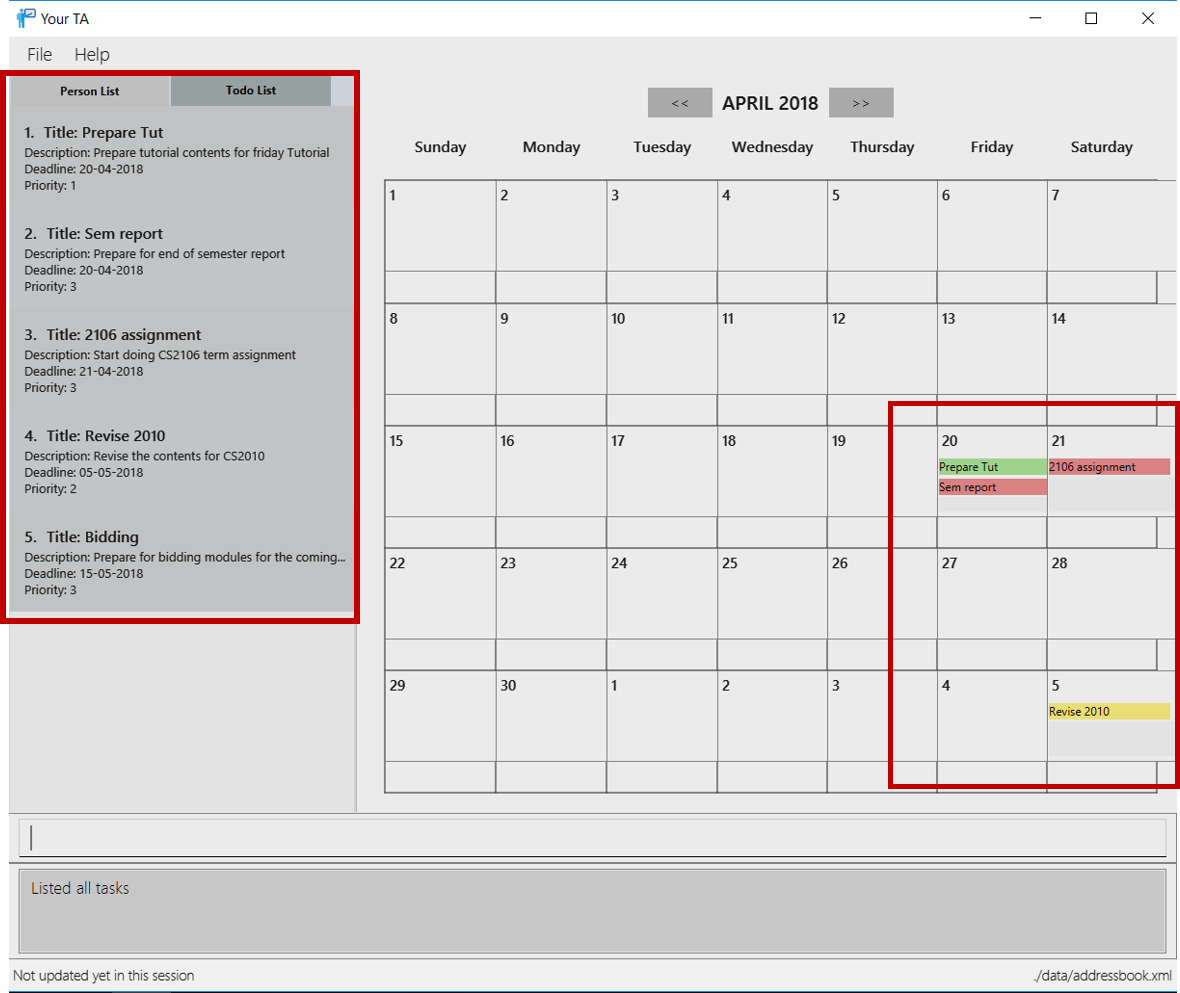 Your TA
File Help
Person List Todo List
1. Title: Prepare Tut
Description: Prepare tutorial contents for friday Tutorial
Deadline: 20-04-2018
Priority: 1
2. Title: Sem report
Description: Prepare for end of semester report
Deadline: 20-04-2018
Priority: 3
3. Title: 2106 assignment
Description: Start doing CS2106 term assignment
Deadline: 21-04-2018
Priority: 3
4. Title: Revise 2010
Description: Revise the contents for CS2010
Deadline: 05-05-2018
Priority: 2
5. Title: Bidding
Description: Prepare for bidding modules for the coming...
Deadline: 15-05-2018
Priority: 3
<< APRIL 2018 >>
Sunday Monday Tuesday Wednesday Thursday Friday Saturday
1 2 3 4 5 6 7
8 9 10 11 12 13 14
15 16 17 18 19 20 21
Prepare Tut 2106 assignment
Sem report
22 23 24 25 26 27 28
29 30 1 2 3 4 5
Revise 2010
Listed all tasks
Not updated yet in this session ./data/addressbook.xml